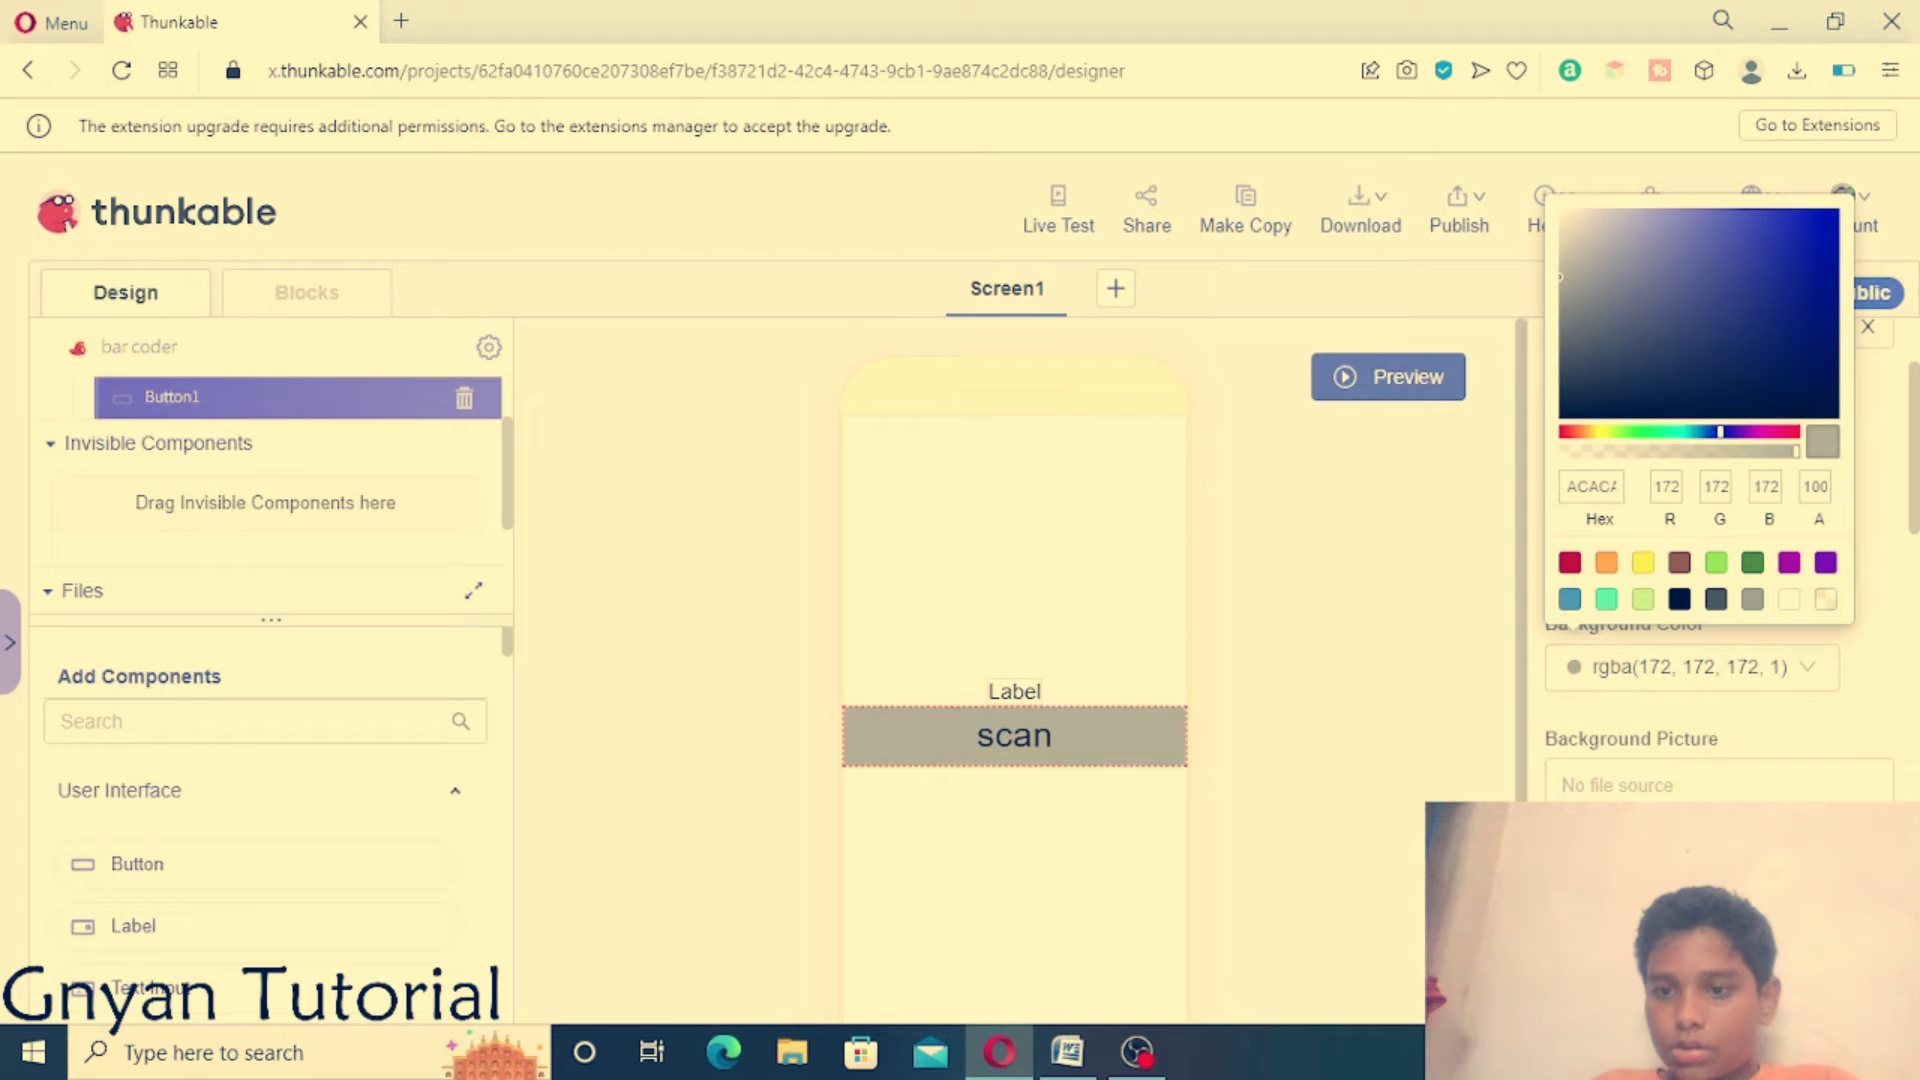 Menu
Thunkable
x.thunkable.com/projects/62fa0410760ce207308ef7be/f38721d2-42c4-4743-9cb1-9ae874c2dc88/designer
The extension upgrade requires additional permissions. Go to the extensions manager to accept the upgrade.
Go to Extensions
thunkable
Live Test
Share
Make Copy
Download
Publish
Design
Blocks
Screen1
bar coder
Button1
Invisible Components
Drag Invisible Components here
Files
Preview
Add Components
Search
User Interface
Button
Label
Text Input
Label
scan
ACACA
172
172
172
100
Hex
R
G
B
A
Background Color
rgba(172, 172, 172, 1)
Background Picture
No file source
Gnyan Tutorial
Type here to search